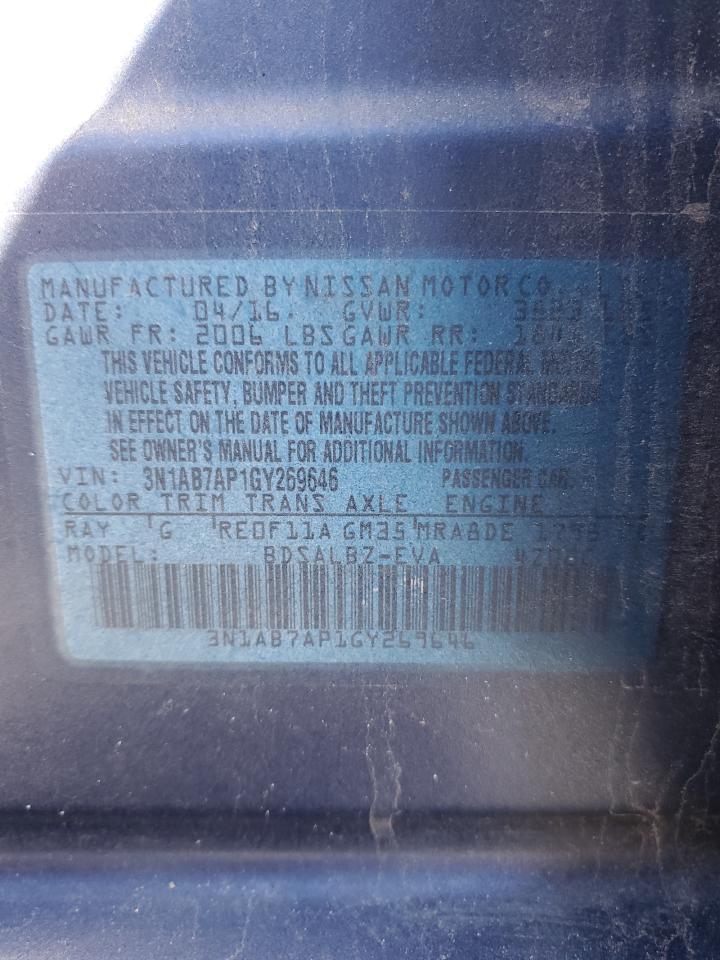 MANUFACTURED BY NISSAN MOTOR CO.
DATE: 04/16 GVWR:
GAWR FR: 2006 LBS GAWR RR:
THIS VEHICLE CONFORMS TO ALL APPLICABLE FEDERAL MOTOR
VEHICLE SAFETY, BUMPER AND THEFT PREVENTION STANDARDS
IN EFFECT ON THE DATE OF MANUFACTURE SHOWN ABOVE.
SEE OWNER'S MANUAL FOR ADDITIONAL INFORMATION.
VIN: 3N1AB7AP1GY269646 PASSENGER CAR
COLOR TRIM TRANS AXLE ENGINE
RAY G RE0F11A GM35 MRA8DE
MODEL: BDSALBZ-EVA
3N1AB7AP1GY269646